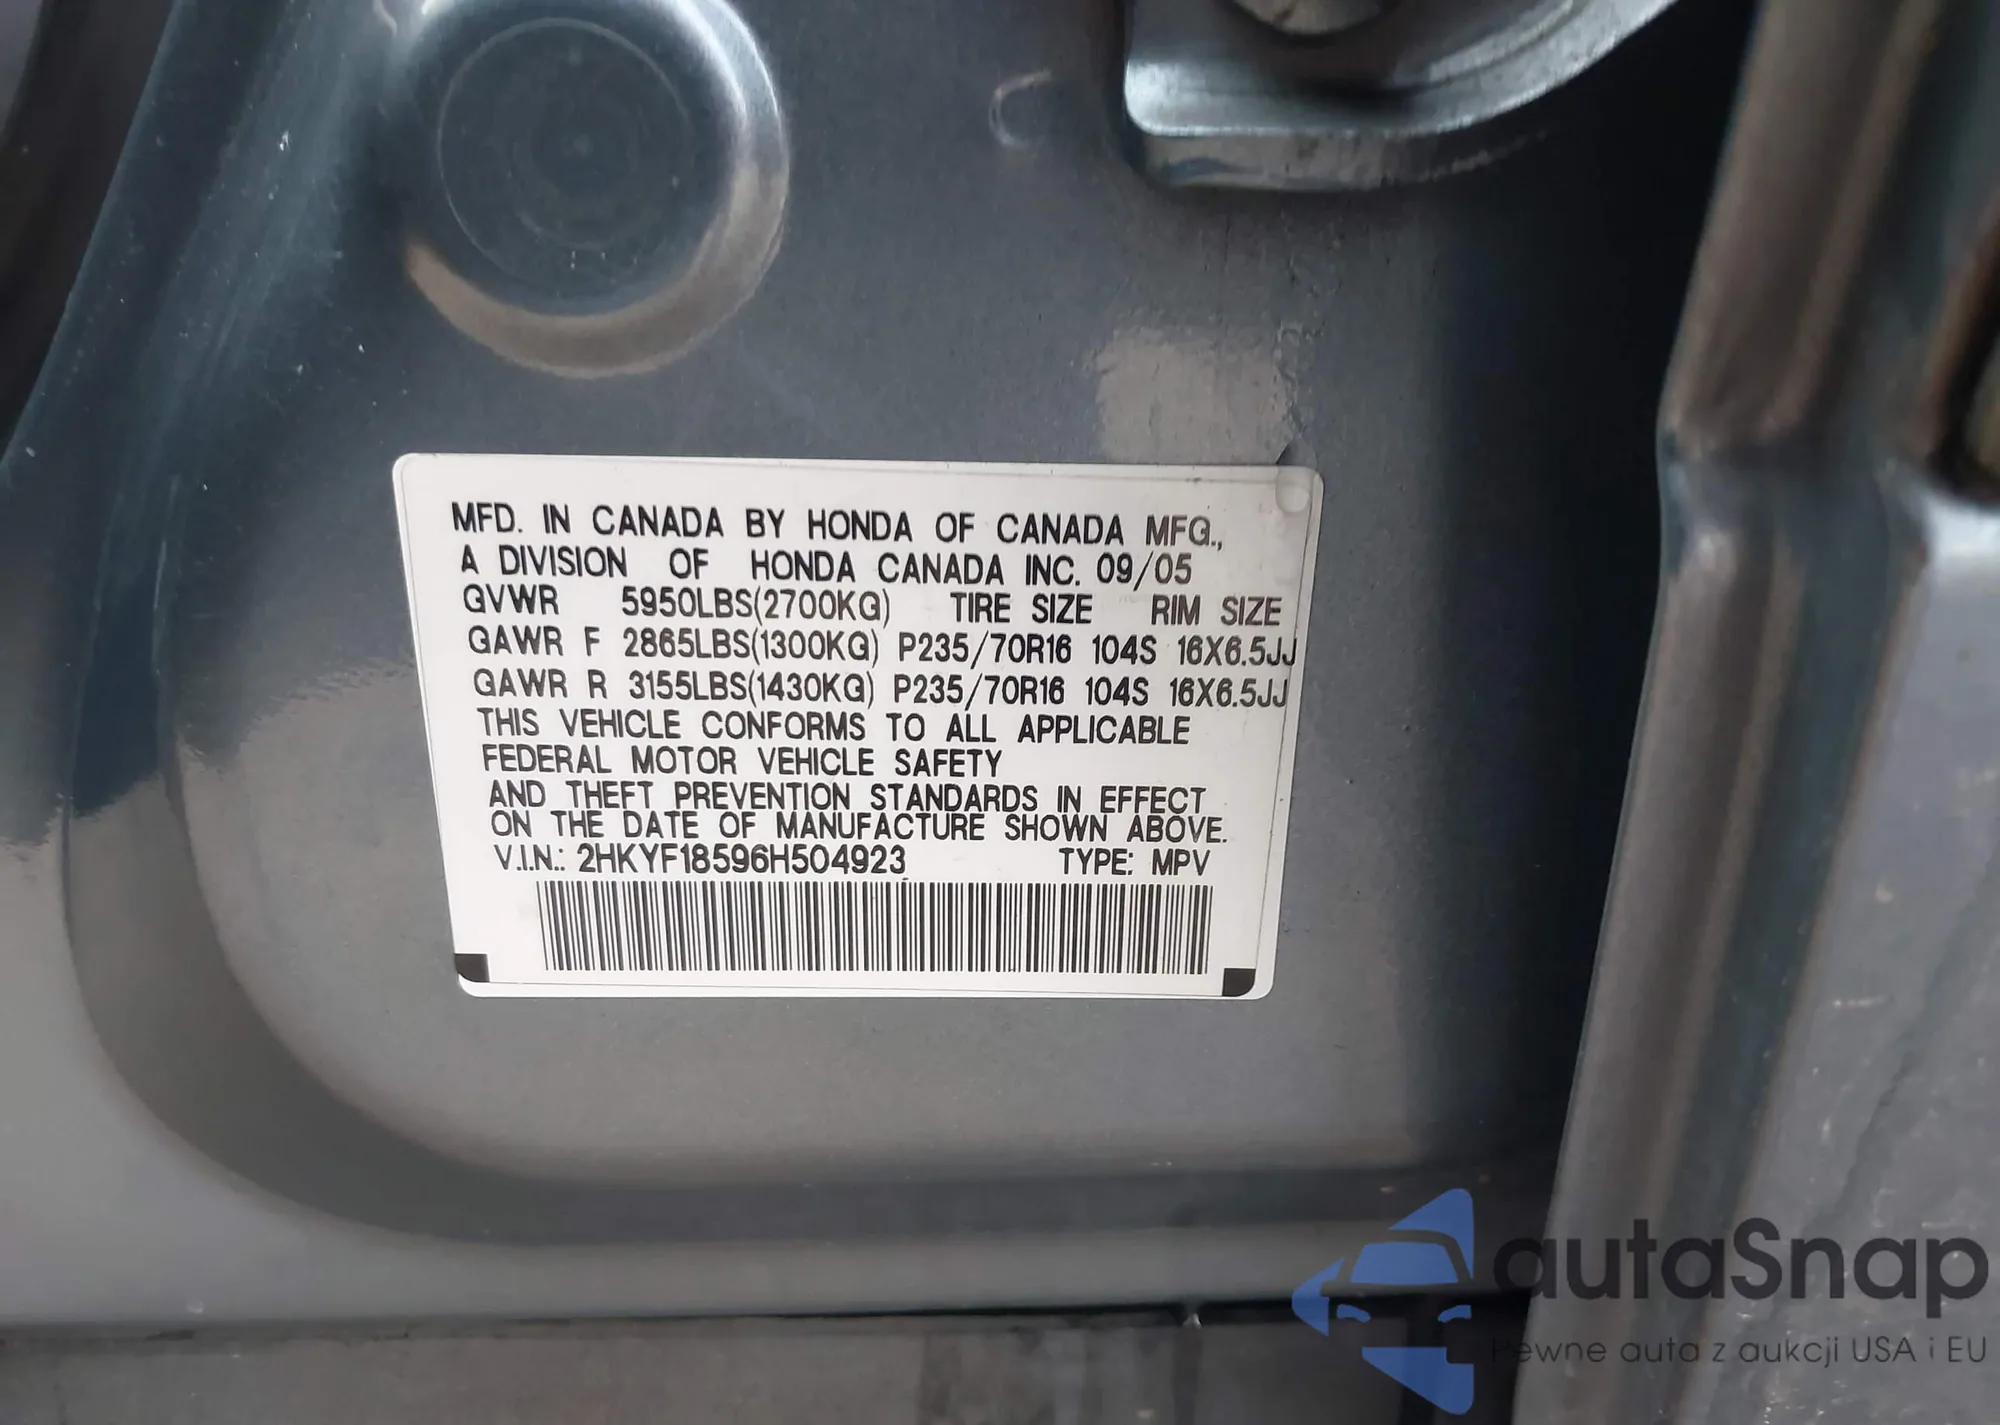 MFD. IN CANADA BY HONDA OF CANADA MFG.,
A DIVISION OF HONDA CANADA INC. 09/05
GVWR 5950LBS(2700KG) TIRE SIZE RIM SIZE
GAWR F 2865LBS(1300KG) P235/70R16 104S 16X6.5JJ
GAWR R 3155LBS(1430KG) P235/70R16 104S 16X6.5JJ
THIS VEHICLE CONFORMS TO ALL APPLICABLE
FEDERAL MOTOR VEHICLE SAFETY
AND THEFT PREVENTION STANDARDS IN EFFECT
ON THE DATE OF MANUFACTURE SHOWN ABOVE.
V.I.N.: 2HKYF18596H504923 TYPE: MPV
autaSnap
Pewne auta z aukcji USA i EU